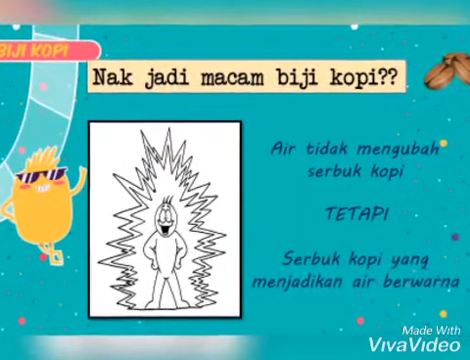 BIJI KOPI
Nak jadi macam biji kopi??
Air tidak mengubah
serbuk kopi
TETAPI
Serbuk kopi yang
menjadikan air berwarna
Made With
VivaVideo